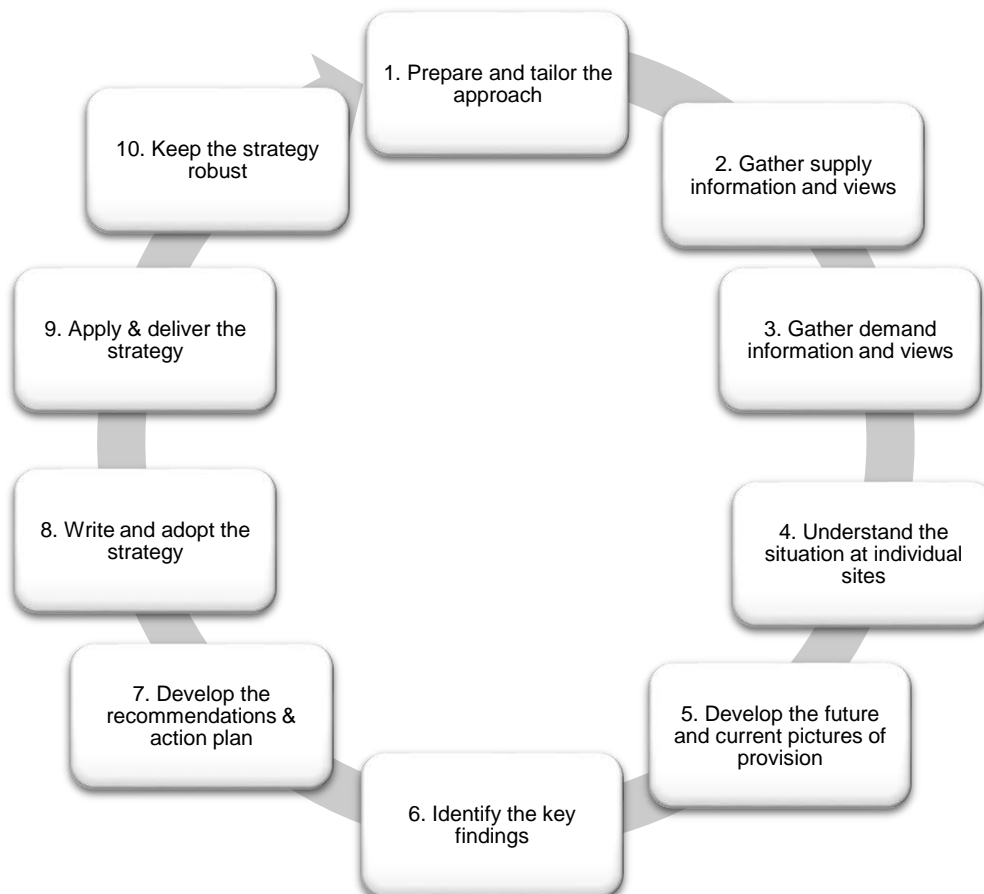 1. Prepare and tailor the
approach
2. Gather supply
information and views
3. Gather demand
information and views
4. Understand the
situation at individual
sites
5. Develop the future
and current pictures of
provision
6. Identify the key
findings
7. Develop the
recommendations &
action plan
8. Write and adopt the
strategy
9. Apply & deliver the
strategy
10. Keep the strategy
robust